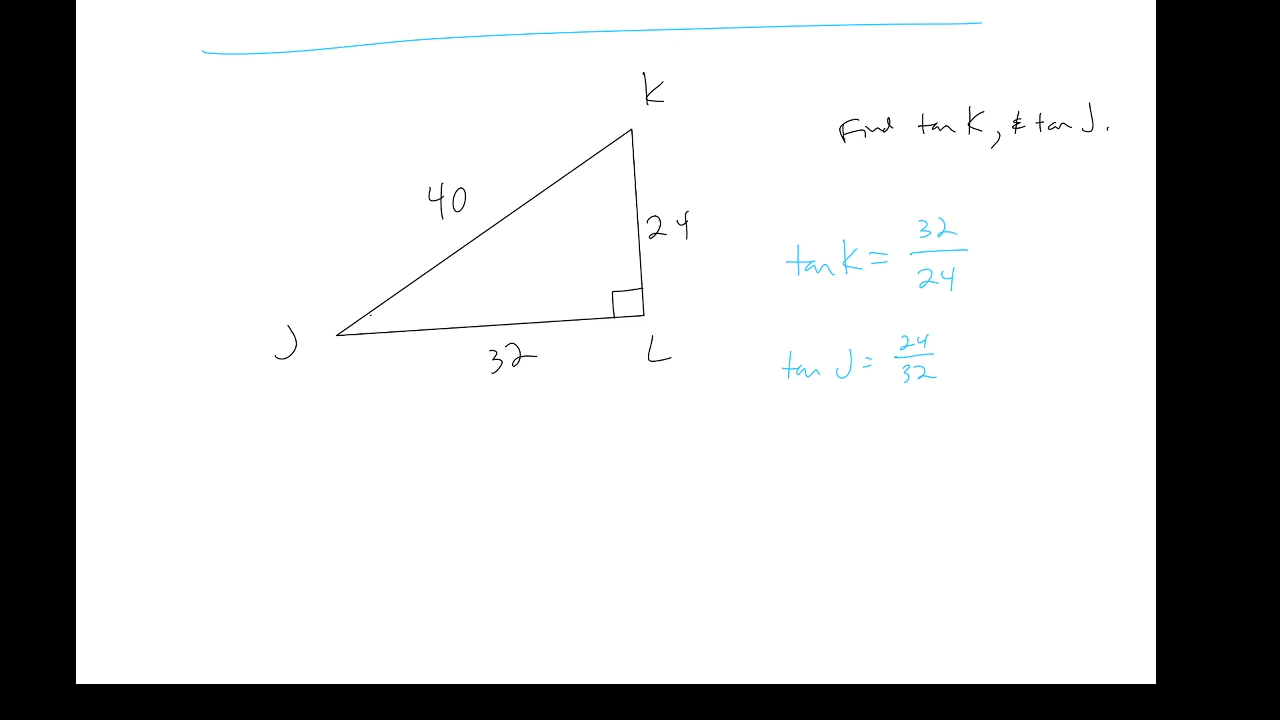 K
Find tan K, & tan J.
40
24
tan K = 32/24
J
32
L
tan J = 24/32